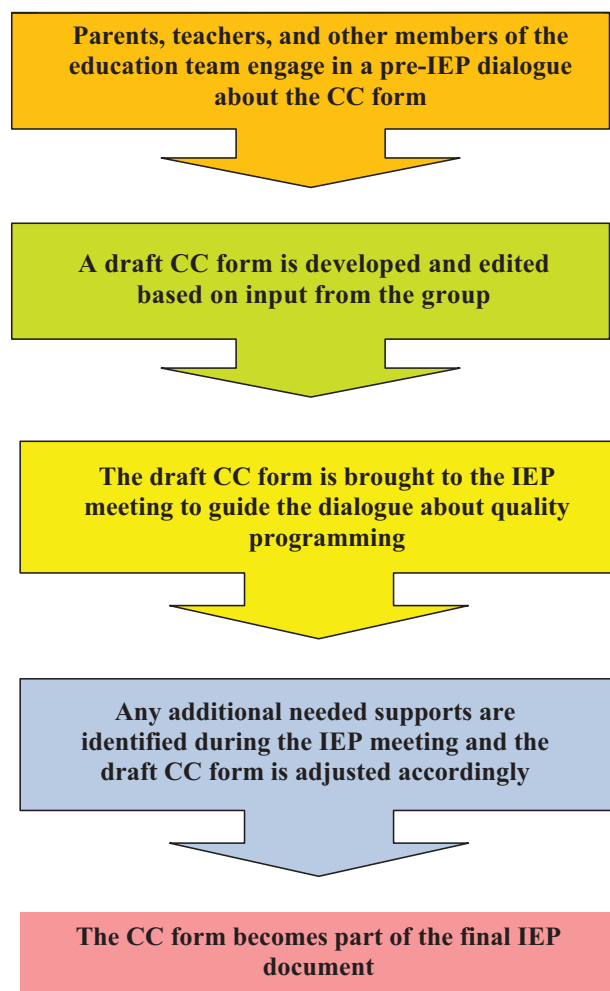 Parents, teachers, and other members of the
education team engage in a pre-IEP dialogue
about the CC form
A draft CC form is developed and edited
based on input from the group
The draft CC form is brought to the IEP
meeting to guide the dialogue about quality
programming
Any additional needed supports are
identified during the IEP meeting and the
draft CC form is adjusted accordingly
The CC form becomes part of the final IEP
document